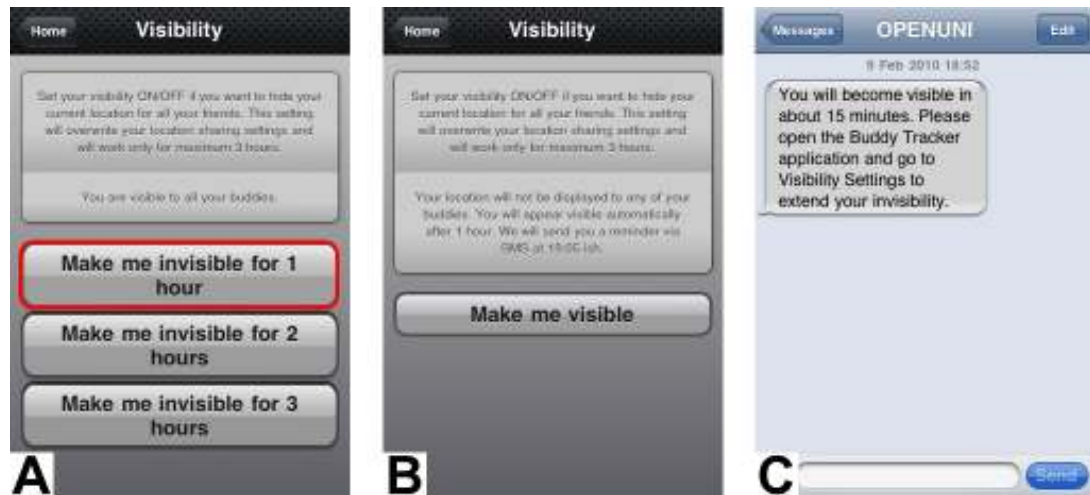 Home Visibility
Set your visibility ON/OFF if you want to hide your
current location for all your friends. This setting
will overwrite your location sharing settings and
will work only for maximum 3 hours.
You are visible to all your buddies.
Make me invisible for 1
hour
Make me invisible for 2
hours
Make me invisible for 3
hours
A
Home Visibility
Set your visibility ON/OFF if you want to hide your
current location for all your friends. This setting
will overwrite your location sharing settings and
will work only for maximum 3 hours.
Your location will not be displayed to any of your
buddies. You will appear visible automatically
after 1 hour. We will send you a reminder via
SMS at
Make me visible
B
Messages OPENUNI Edit
9 Feb 2010 18:52
You will become visible in
about 15 minutes. Please
open the Buddy Tracker
application and go to
Visibility Settings to
extend your invisibility.
C
Send